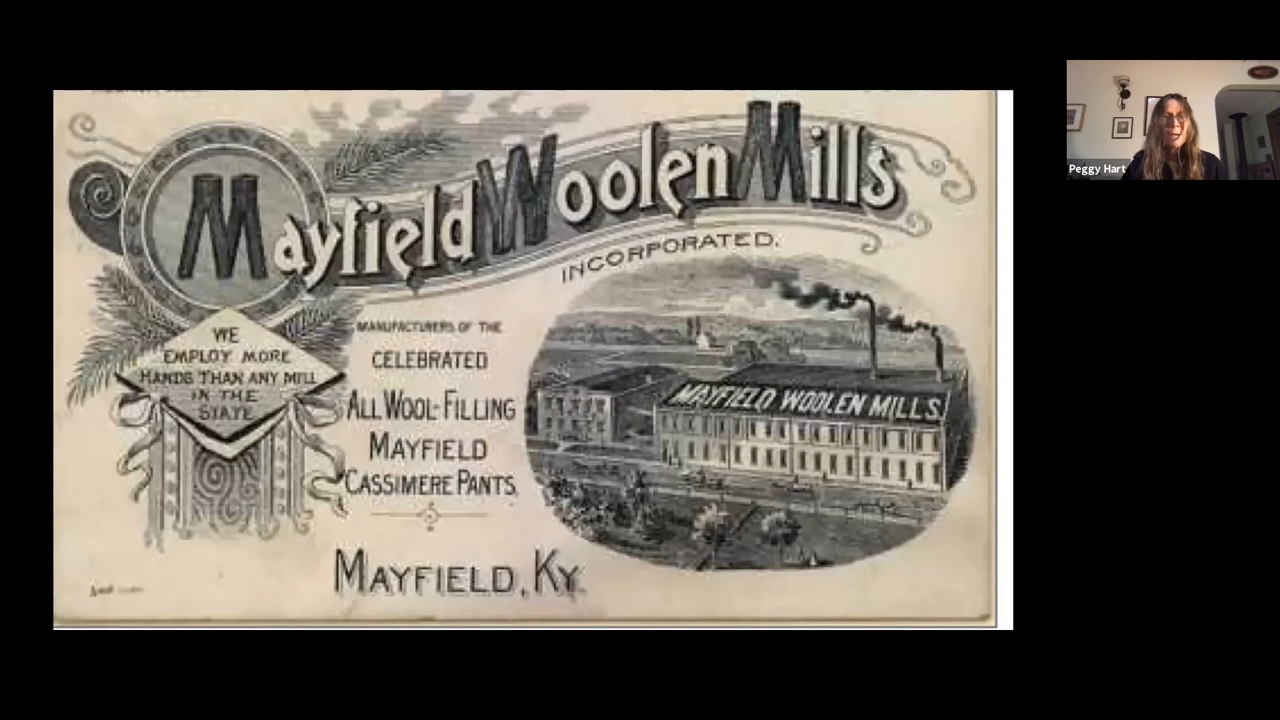 Mayfield Woolen Mills
INCORPORATED.
WE
EMPLOY MORE
HANDS THAN ANY MILL
IN THE
STATE
MANUFACTURERS OF THE
CELEBRATED
ALL WOOL-FILLING
MAYFIELD
CASSIMERE PANTS
MAYFIELD, KY.
MAYFIELD WOOLEN MILLS.
Peggy Hart